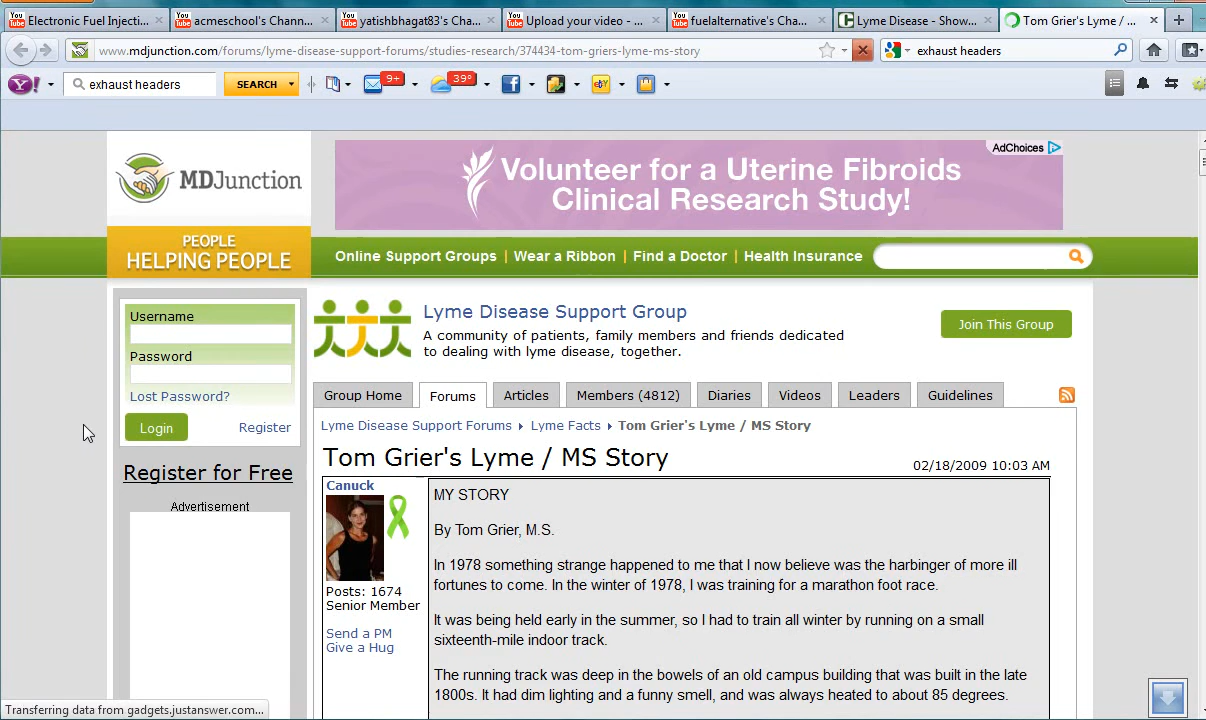 Electronic Fuel Injecti...
acmeschool's Chann...
yatishbhagat83's Cha...
Upload your video - ...
fuelalternative's Cha...
Lyme Disease - Show...
Tom Grier's Lyme / ...
www.mdjunction.com/forums/lyme-disease-support-forums/studies-research/374434-tom-griers-lyme-ms-story
exhaust headers
exhaust headers
SEARCH
9+
39°
AdChoices
Volunteer for a Uterine Fibroids
Clinical Research Study!
MDJunction
PEOPLE
HELPING PEOPLE
Online Support Groups | Wear a Ribbon | Find a Doctor | Health Insurance
Username
Password
Lost Password?
Login
Register
Register for Free
Advertisement
Lyme Disease Support Group
A community of patients, family members and friends dedicated
to dealing with lyme disease, together.
Join This Group
Group Home
Forums
Articles
Members (4812)
Diaries
Videos
Leaders
Guidelines
Lyme Disease Support Forums
Lyme Facts
Tom Grier's Lyme / MS Story
Tom Grier's Lyme / MS Story
02/18/2009 10:03 AM
Canuck
Posts: 1674
Senior Member
Send a PM
Give a Hug
MY STORY
By Tom Grier, M.S.
In 1978 something strange happened to me that I now believe was the harbinger of more ill
fortunes to come. In the winter of 1978, I was training for a marathon foot race.
It was being held early in the summer, so I had to train all winter by running on a small
sixteenth-mile indoor track.
The running track was deep in the bowels of an old campus building that was built in the late
1800s. It had dim lighting and a funny smell, and was always heated to about 85 degrees.
Transferring data from gadgets.justanswer.com...